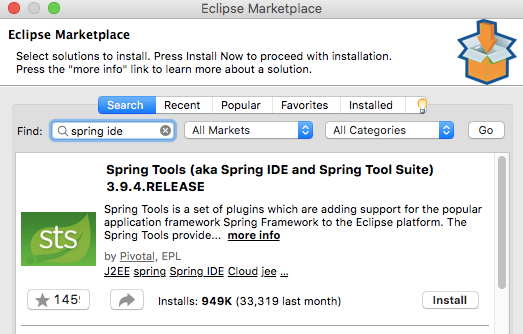 Eclipse Marketplace
Eclipse Marketplace
Select solutions to install. Press Install Now to proceed with installation.
Press the "more info" link to learn more about a solution.
Search Recent Popular Favorites Installed
Find: spring ide All Markets All Categories Go
Spring Tools (aka Spring IDE and Spring Tool Suite)
3.9.4.RELEASE
Spring Tools is a set of plugins which are adding support for the popular
application framework Spring Framework to the Eclipse platform. The
Spring Tools provide... more info
sts
by Pivotal, EPL
J2EE spring Spring IDE Cloud jee ...
Installs: 949K (33,319 last month) Install